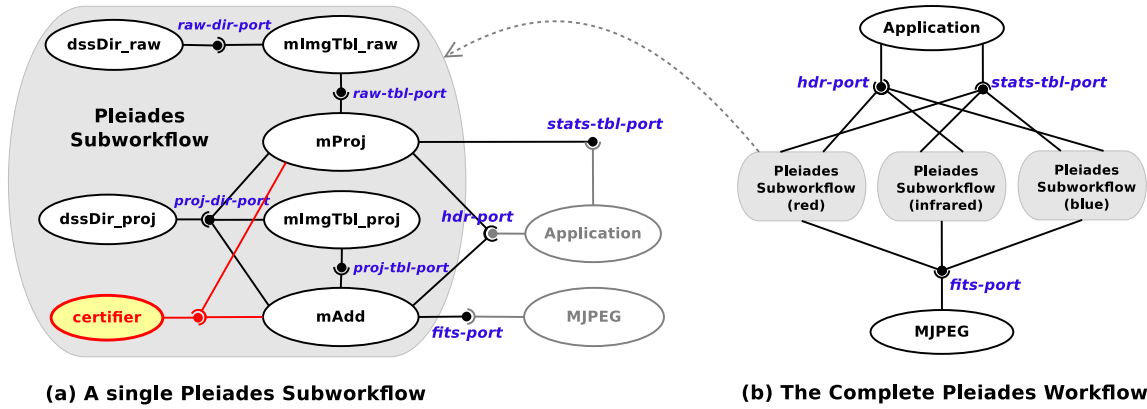 raw-dir-port
dssDir_raw
mImgTbl_raw
raw-tbl-port
Pleiades
Subworkflow
mProj
stats-tbl-port
proj-dir-port
dssDir_proj
mImgTbl_proj
hdr-port
Application
proj-tbl-port
certifier
mAdd
fits-port
MJPEG
(a) A single Pleiades Subworkflow
Application
hdr-port
stats-tbl-port
Pleiades
Subworkflow
(red)
Pleiades
Subworkflow
(infrared)
Pleiades
Subworkflow
(blue)
fits-port
MJPEG
(b) The Complete Pleiades Workflow